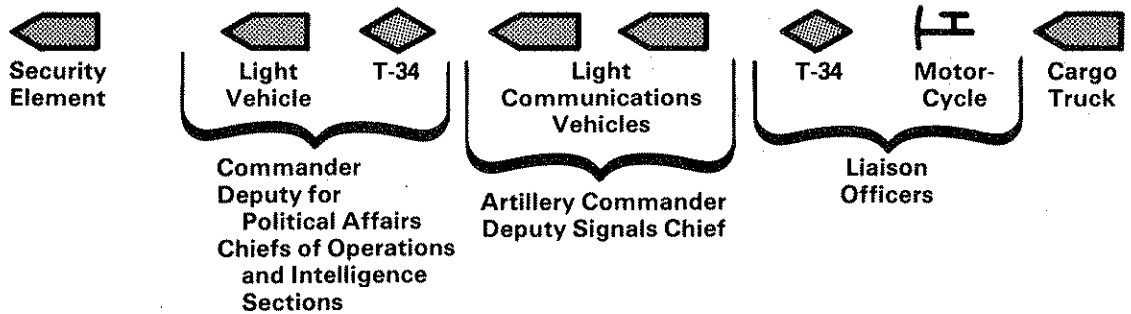 Security
Element
Light
Vehicle
T-34
Light
Communications
Vehicles
T-34
Motor-
Cycle
Cargo
Truck
Commander
Deputy for
Political Affairs
Chiefs of Operations
and Intelligence
Sections
Artillery Commander
Deputy Signals Chief
Liaison
Officers